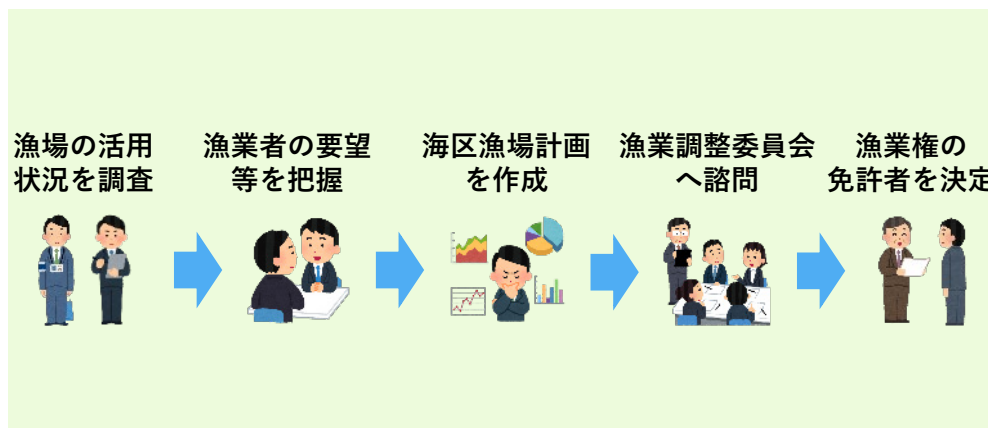 漁場の活用
状況を調査
漁業者の要望
等を把握
海区漁場計画
を作成
漁業調整委員会
へ諮問
漁業権の
免許者を決定